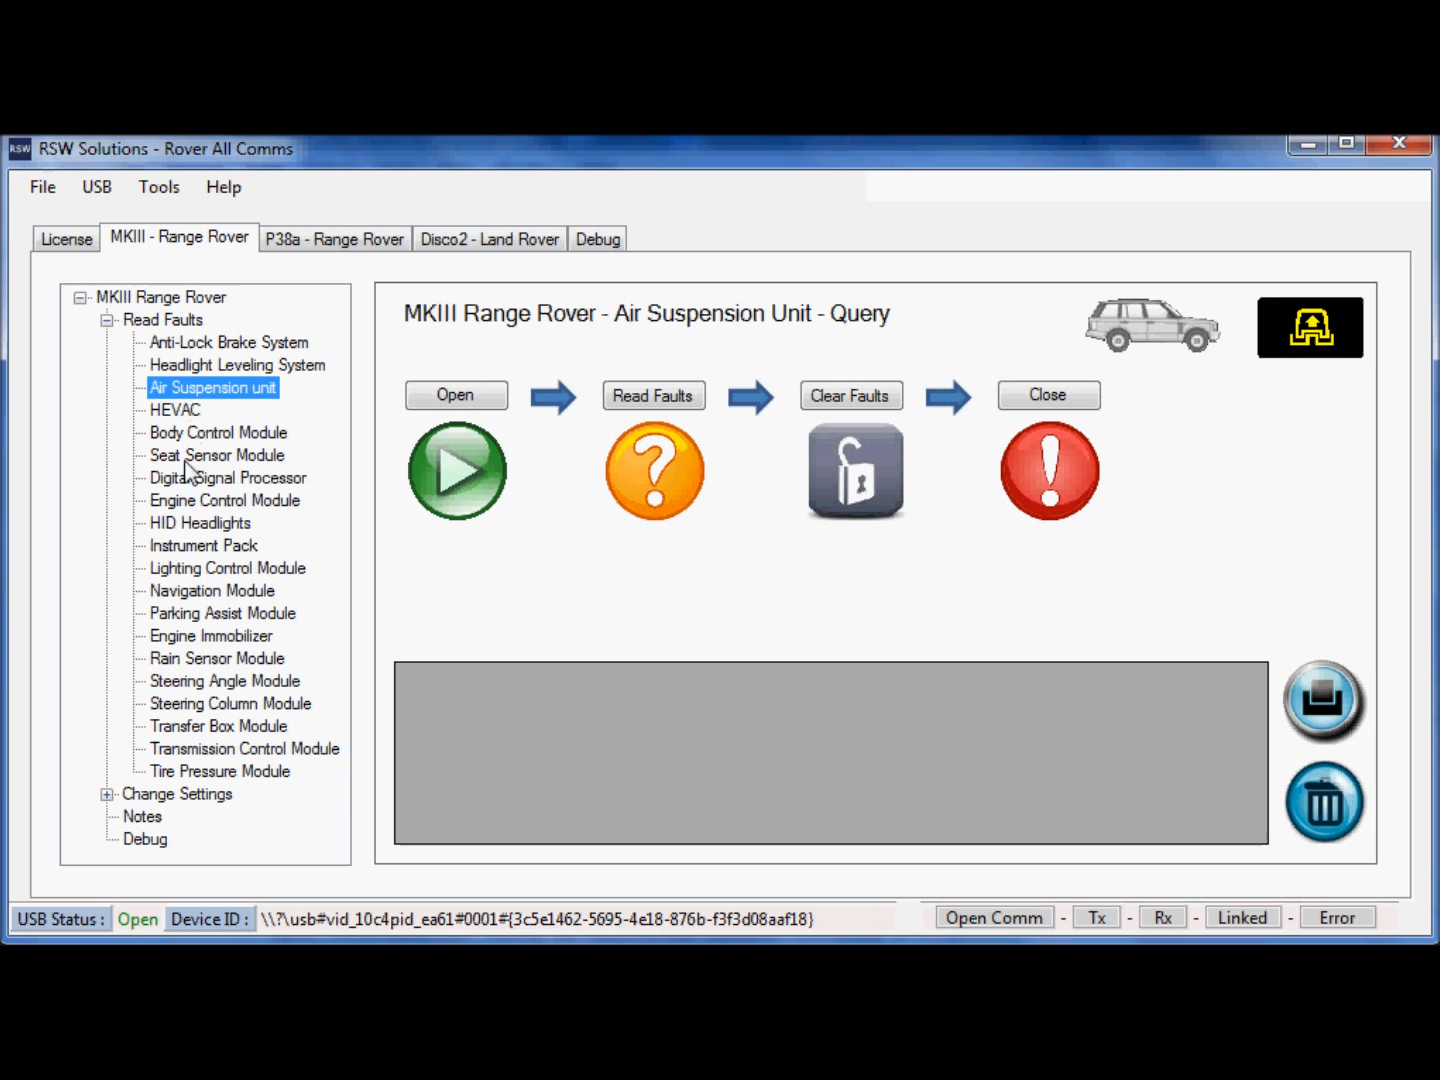 RSW RSW Solutions - Rover All Comms
File USB Tools Help
License MKIII - Range Rover P38a - Range Rover Disco2 - Land Rover Debug
MKIII Range Rover
Read Faults
Anti-Lock Brake System
Headlight Leveling System
Air Suspension unit
HEVAC
Body Control Module
Seat Sensor Module
Digital Signal Processor
Engine Control Module
HID Headlights
Instrument Pack
Lighting Control Module
Navigation Module
Parking Assist Module
Engine Immobilizer
Rain Sensor Module
Steering Angle Module
Steering Column Module
Transfer Box Module
Transmission Control Module
Tire Pressure Module
Change Settings
Notes
Debug
MKIII Range Rover - Air Suspension Unit - Query
Open Read Faults Clear Faults Close
USB Status : Open Device ID : \\?\usb#vid_10c4pid_ea61#0001#{3c5e1462-5695-4e18-876b-f3f3d08aaf18} Open Comm - Tx - Rx - Linked - Error